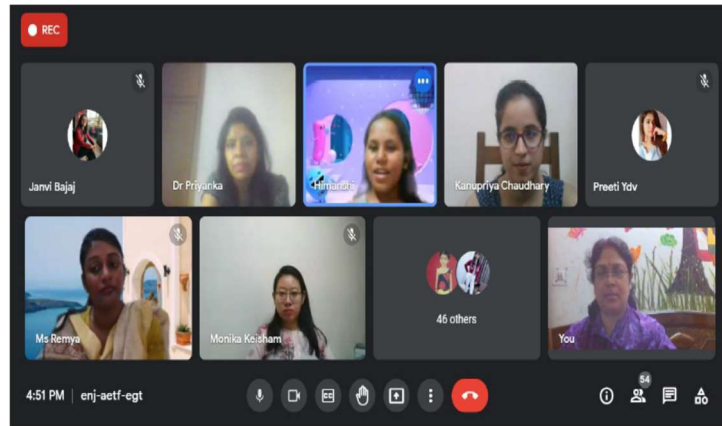 REC
Janvi Bajaj
Dr Priyanka
Himanshi
Kanupriya Chaudhary
Preeti Ydv
Ms Remya
Monika Keisham
46 others
You
4:51 PM | enj-aetf-egt
CC
54